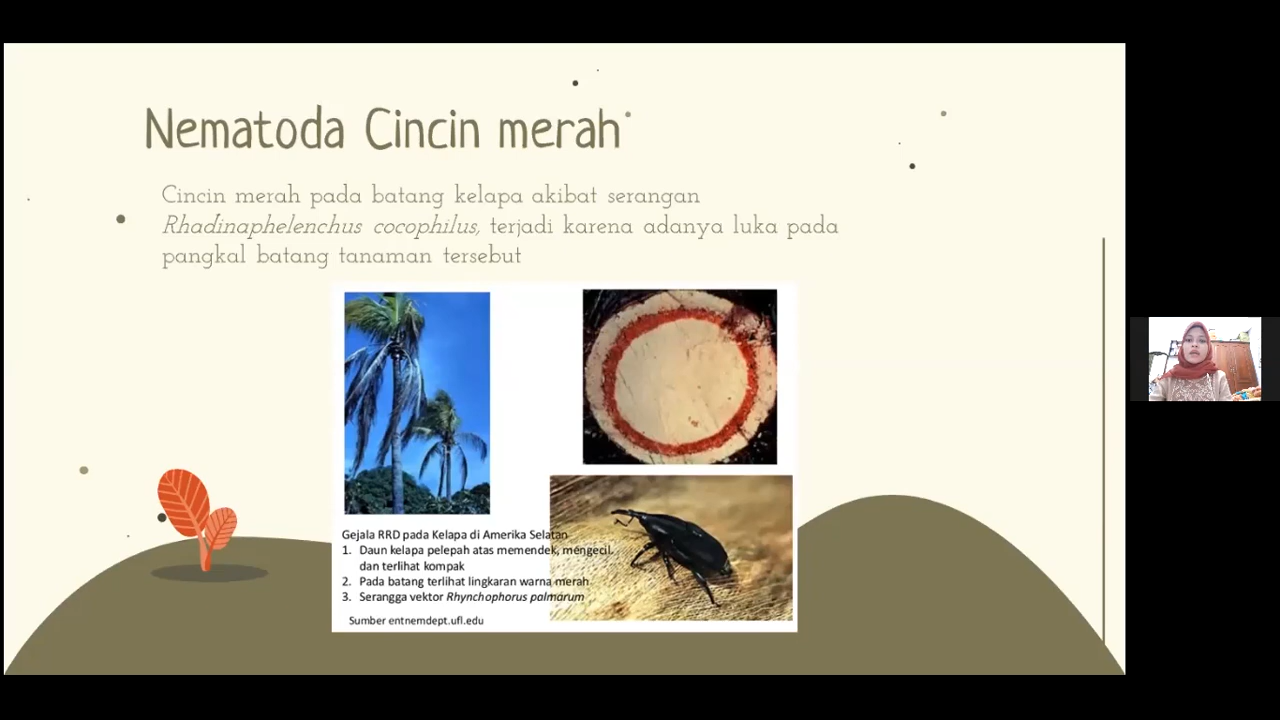 Nematoda Cincin merah
Cincin merah pada batang kelapa akibat serangan
Rhadinaphelenchus cocophilus, terjadi karena adanya luka pada
pangkal batang tanaman tersebut
Gejala RRD pada Kelapa di Amerika Selatan
1. Daun kelapa pelepah atas memendek, mengecil.
dan terlihat kompak
2. Pada batang terlihat lingkaran warna merah
3. Serangga vektor Rhynchophorus palmarum
Sumber entnemdept.ufl.edu